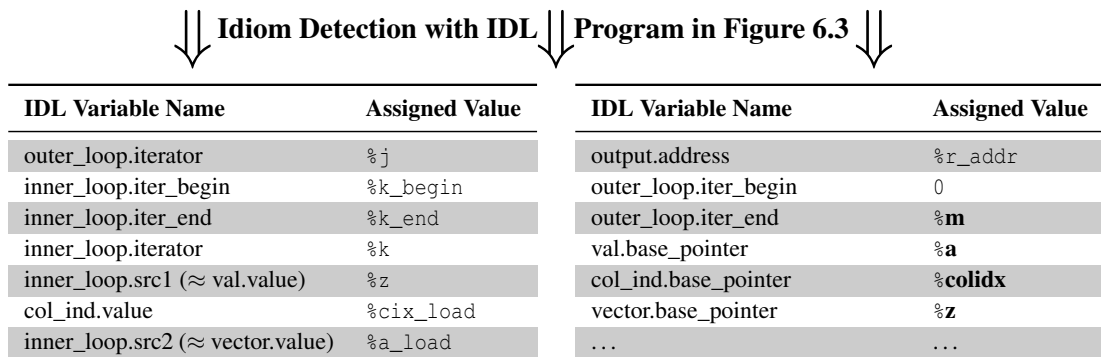 Idiom Detection with IDL Program in Figure 6.3
IDL Variable Name Assigned Value
outer_loop.iterator %j
inner_loop.iter_begin %k_begin
inner_loop.iter_end %k_end
inner_loop.iterator %k
inner_loop.src1 (≈ val.value) %z
col_ind.value %cix_load
inner_loop.src2 (≈ vector.value) %a_load
IDL Variable Name Assigned Value
output.address %r_addr
outer_loop.iter_begin 0
outer_loop.iter_end %m
val.base_pointer %a
col_ind.base_pointer %colidx
vector.base_pointer %z
... ...